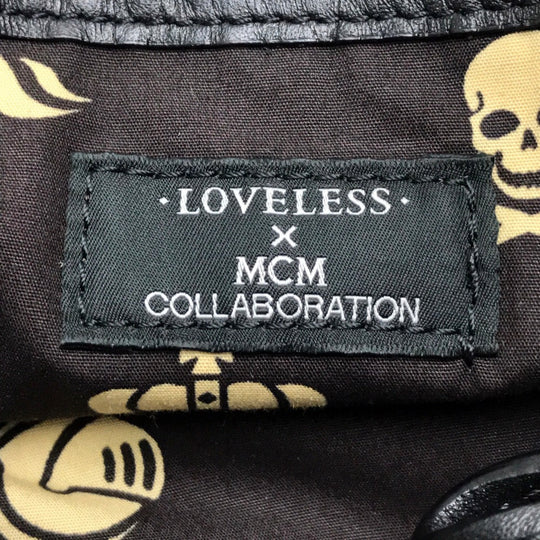 · LOVELESS ·
×
MCM
COLLABORATION